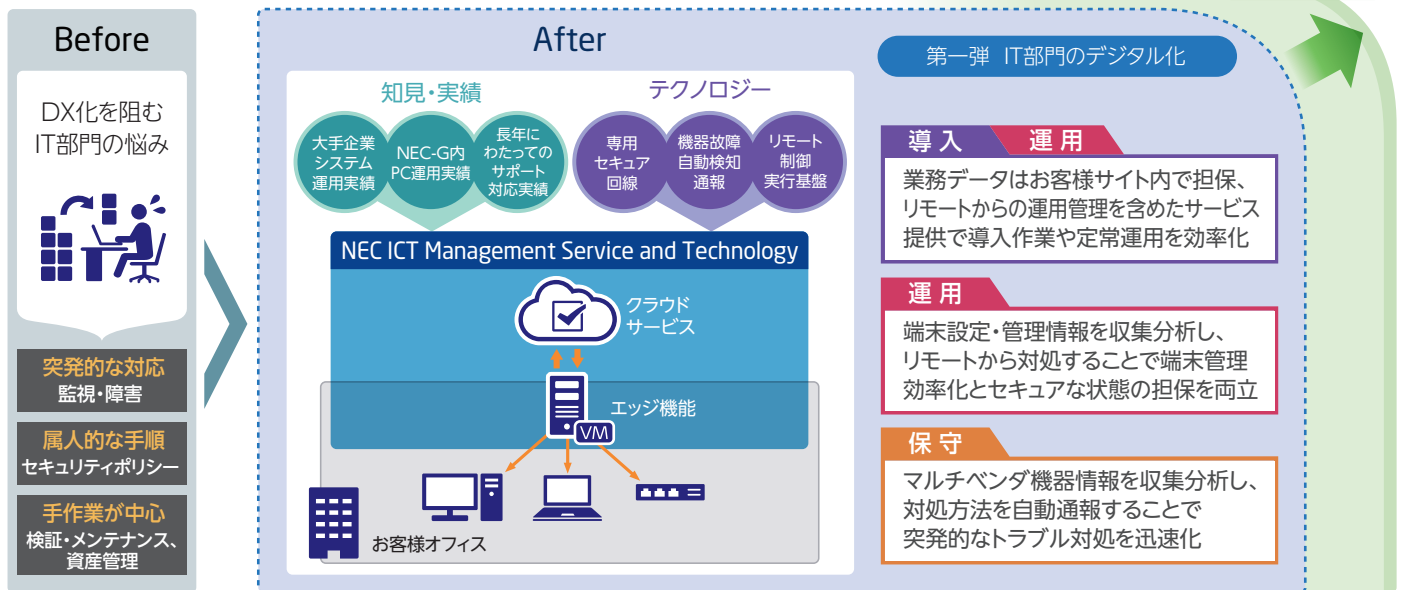 Before
DX化を阻む
IT部門の悩み
突発的な対応
監視・障害
属人的な手順
セキュリティポリシー
手作業が中心
検証・メンテナンス、
資産管理
After
知見・実績
大手企業
システム
運用実績
NEC-G内
PC運用実績
長年に
わたっての
サポート
対応実績
テクノロジー
専用
セキュア
回線
機器故障
自動検知
通報
リモート
制御
実行基盤
NEC ICT Management Service and Technology
クラウド
サービス
エッジ機能
VM
お客様オフィス
第一弾 IT部門のデジタル化
導入 運用
業務データはお客様サイト内で担保、
リモートからの運用管理を含めたサービス
提供で導入作業や定常運用を効率化
運用
端末設定・管理情報を収集分析し、
リモートから対処することで端末管理
効率化とセキュアな状態の担保を両立
保守
マルチベンダ機器情報を収集分析し、
対処方法を自動通報することで
突発的なトラブル対処を迅速化